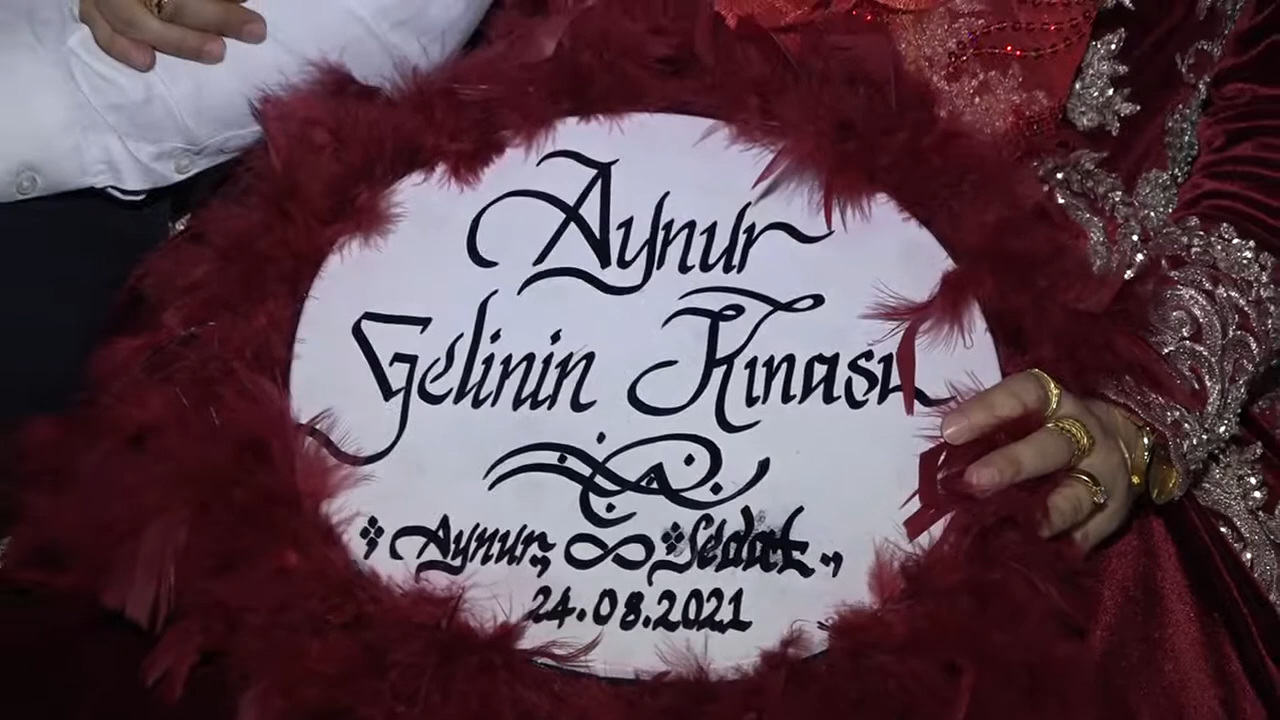 Aynur
Gelinin Kınası
Aynur ∞ Sedat
24.08.2021